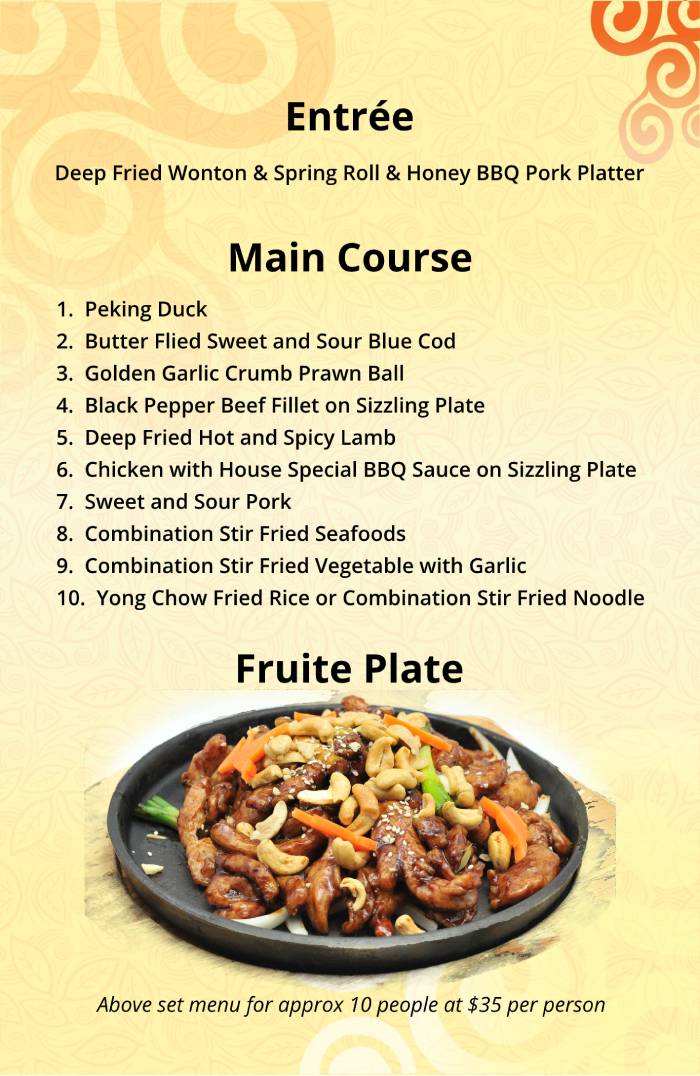 Entrée
Deep Fried Wonton & Spring Roll & Honey BBQ Pork Platter
Main Course
1. Peking Duck
2. Butter Flied Sweet and Sour Blue Cod
3. Golden Garlic Crumb Prawn Ball
4. Black Pepper Beef Fillet on Sizzling Plate
5. Deep Fried Hot and Spicy Lamb
6. Chicken with House Special BBQ Sauce on Sizzling Plate
7. Sweet and Sour Pork
8. Combination Stir Fried Seafoods
9. Combination Stir Fried Vegetable with Garlic
10. Yong Chow Fried Rice or Combination Stir Fried Noodle
Fruite Plate
Above set menu for approx 10 people at $35 per person